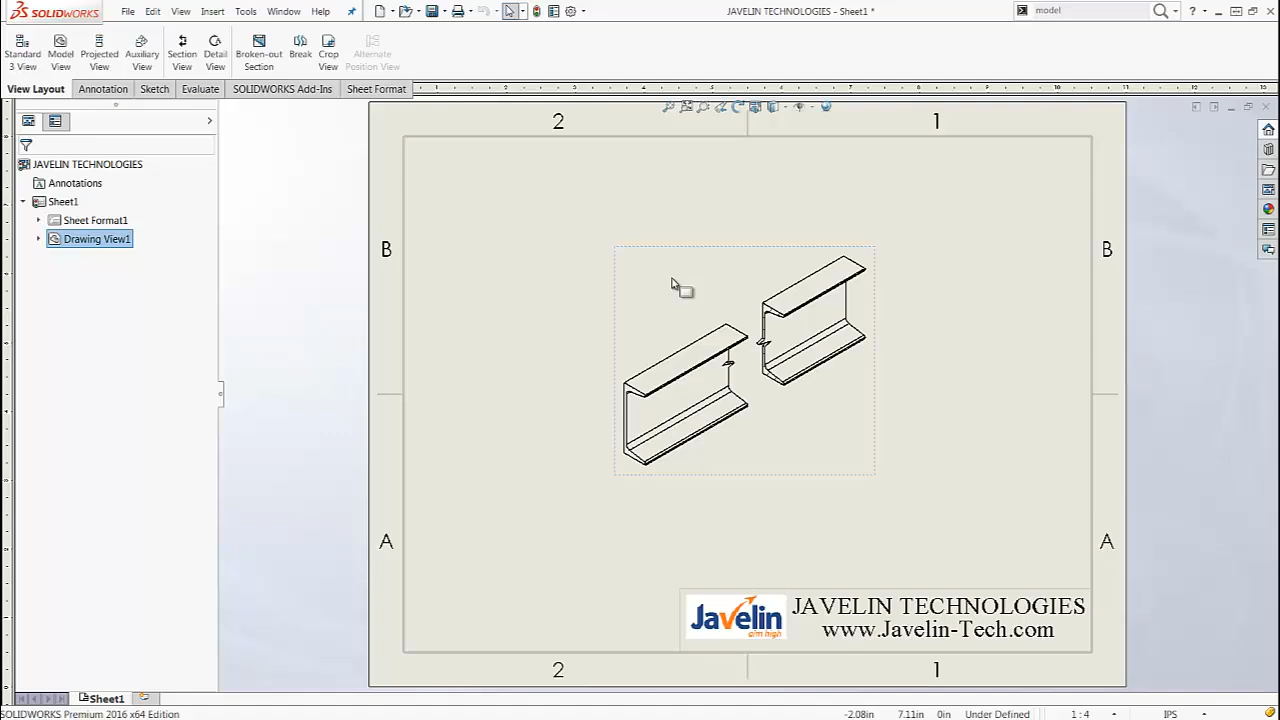 SOLIDWORKS File Edit View Insert Tools Window Help JAVELIN TECHNOLOGIES - Sheet1 * model ?
Standard 3 View
Model View
Projected View
Auxiliary View
Section View
Detail View
Broken-out Section
Break
Crop View
Alternate Position View
View Layout Annotation Sketch Evaluate SOLIDWORKS Add-Ins Sheet Format
JAVELIN TECHNOLOGIES
Annotations
Sheet1
Sheet Format1
Drawing View1
2 1
B B
A A
Javelin
aim high
JAVELIN TECHNOLOGIES
www.Javelin-Tech.com
2 1
Sheet1
SOLIDWORKS Premium 2016 x64 Edition -2.08in 7.11in 0in Under Defined 1 : 4 IPS